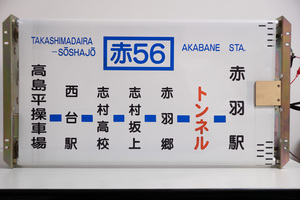 TAKASHIMADAIRA
-SŌSHAJŌ
赤56
AKABANE STA.
高島平操車場
西台駅
志村高校
志村坂上
赤羽郷
トンネル
赤羽駅